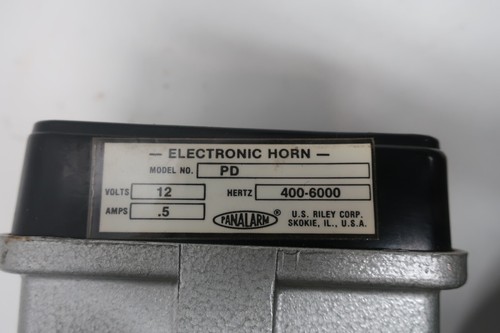 — ELECTRONIC HORN —
MODEL NO. PD
VOLTS 12 HERTZ 400-6000
AMPS .5 PANALARM® U.S. RILEY CORP.
SKOKIE, IL., U.S.A.